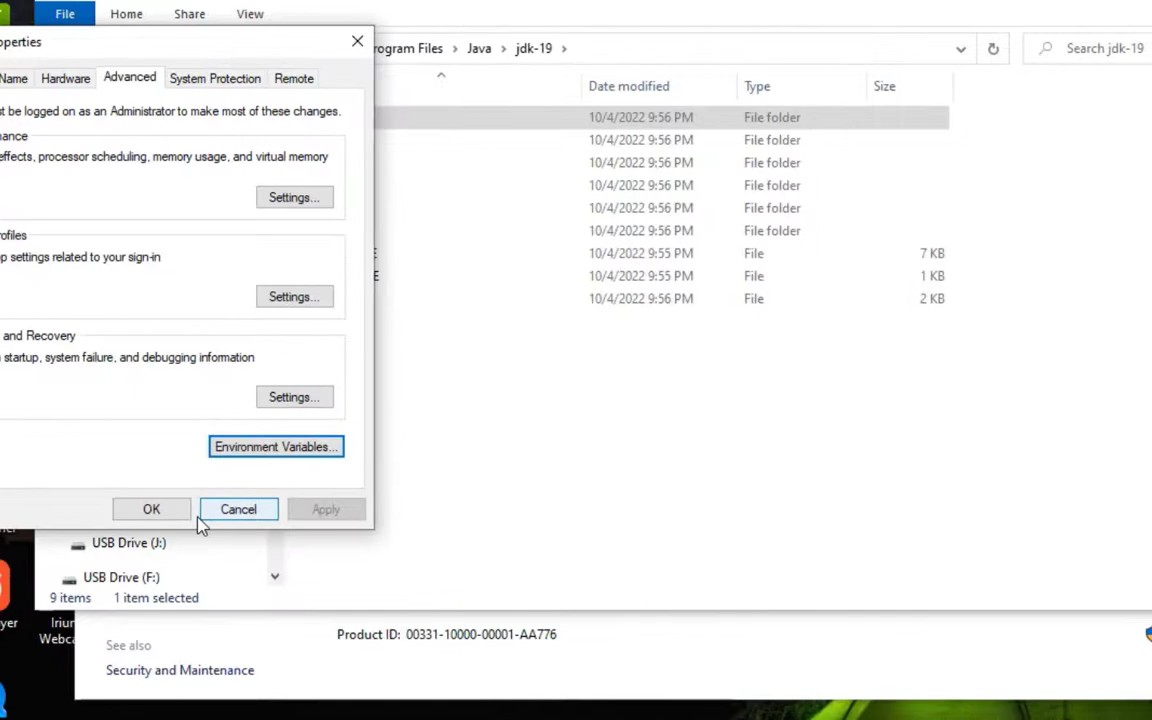 File Home Share View
operties
rogram Files Java jdk-19 Search jdk-19
Name Hardware Advanced System Protection Remote
Date modified Type Size
st be logged on as an Administrator to make most of these changes.
10/4/2022 9:56 PM File folder
mance
10/4/2022 9:56 PM File folder
effects, processor scheduling, memory usage, and virtual memory
10/4/2022 9:56 PM File folder
10/4/2022 9:56 PM File folder
Settings...
10/4/2022 9:56 PM File folder
rofiles
10/4/2022 9:56 PM File folder
p settings related to your sign-in
E 10/4/2022 9:55 PM File 7 KB
E 10/4/2022 9:55 PM File 1 KB
Settings...
10/4/2022 9:56 PM File 2 KB
and Recovery
startup, system failure, and debugging information
Settings...
Environment Variables...
OK Cancel Apply
USB Drive (J:)
USB Drive (F:)
9 items 1 item selected
yer Iriun
Webca
Product ID: 00331-10000-00001-AA776
See also
Security and Maintenance